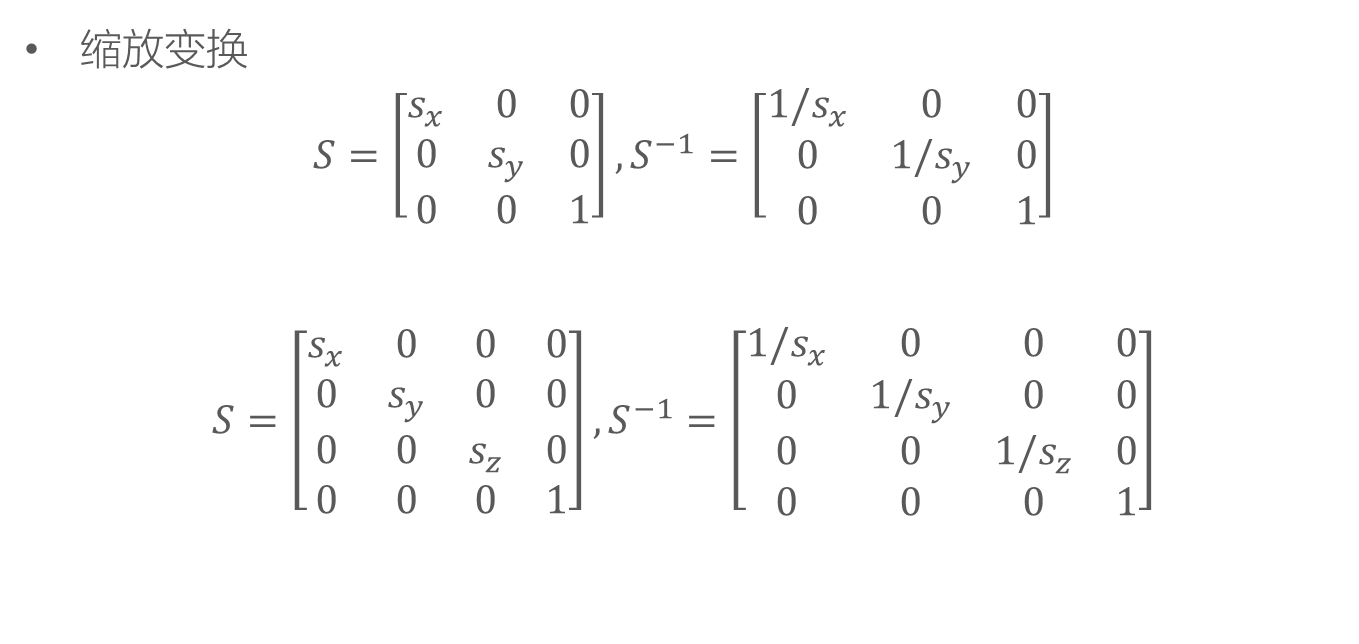 • 缩放变换
S = [s_x 0 0; 0 s_y 0; 0 0 1], S^{-1} = [1/s_x 0 0; 0 1/s_y 0; 0 0 1]
S = [s_x 0 0 0; 0 s_y 0 0; 0 0 s_z 0; 0 0 0 1], S^{-1} = [1/s_x 0 0 0; 0 1/s_y 0 0; 0 0 1/s_z 0; 0 0 0 1]